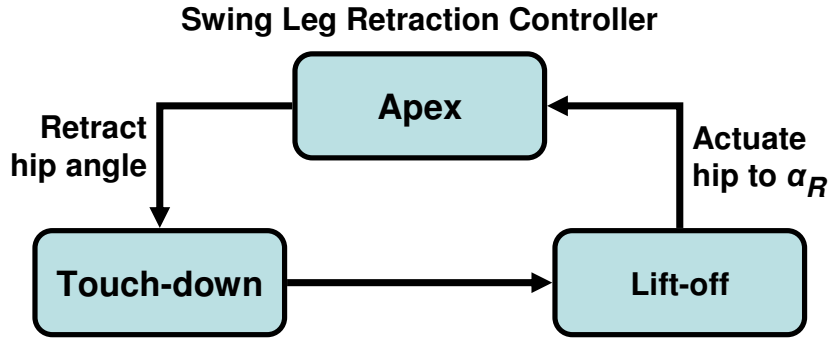 Swing Leg Retraction Controller
Apex
Retract
hip angle
Actuate
hip to α_R
Touch-down
Lift-off